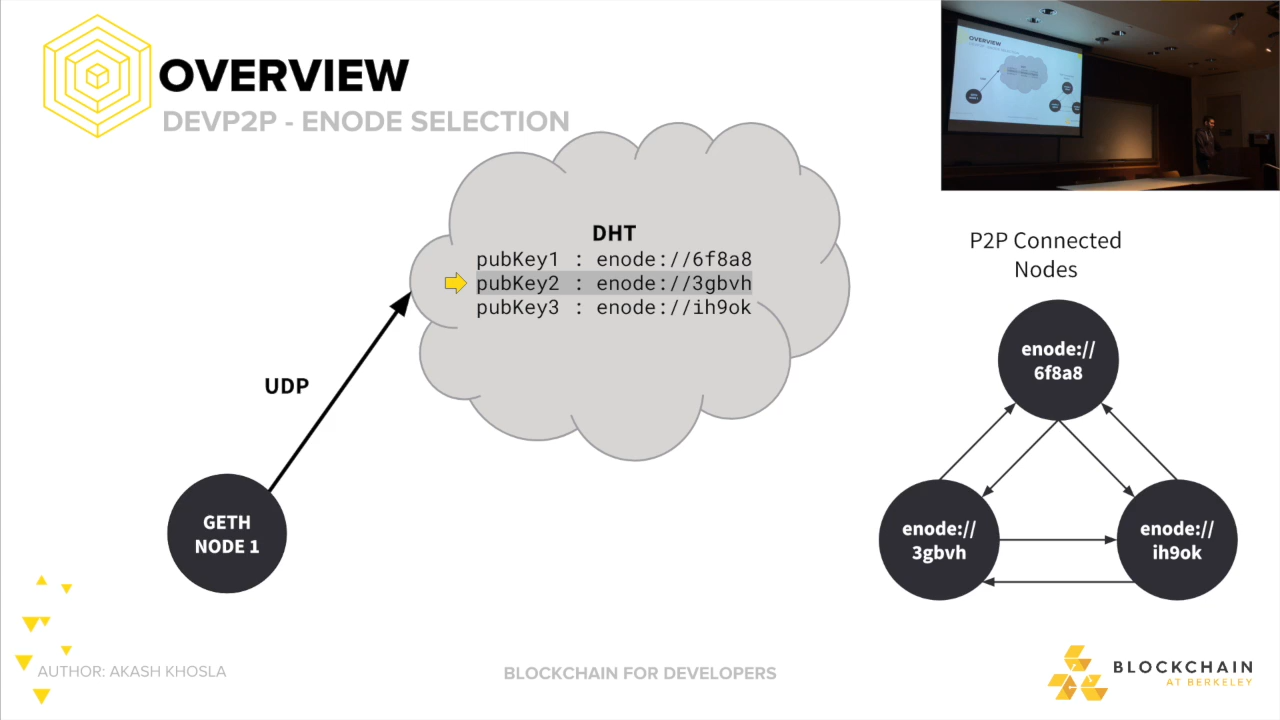 OVERVIEW
DEVP2P - ENODE SELECTION
DHT
pubKey1 : enode://6f8a8
pubKey2 : enode://3gbvh
pubKey3 : enode://ih9ok
UDP
GETH
NODE 1
P2P Connected
Nodes
enode://
6f8a8
enode://
3gbvh
enode://
ih9ok
AUTHOR: AKASH KHOSLA
BLOCKCHAIN FOR DEVELOPERS
BLOCKCHAIN
AT BERKELEY
OVERVIEW